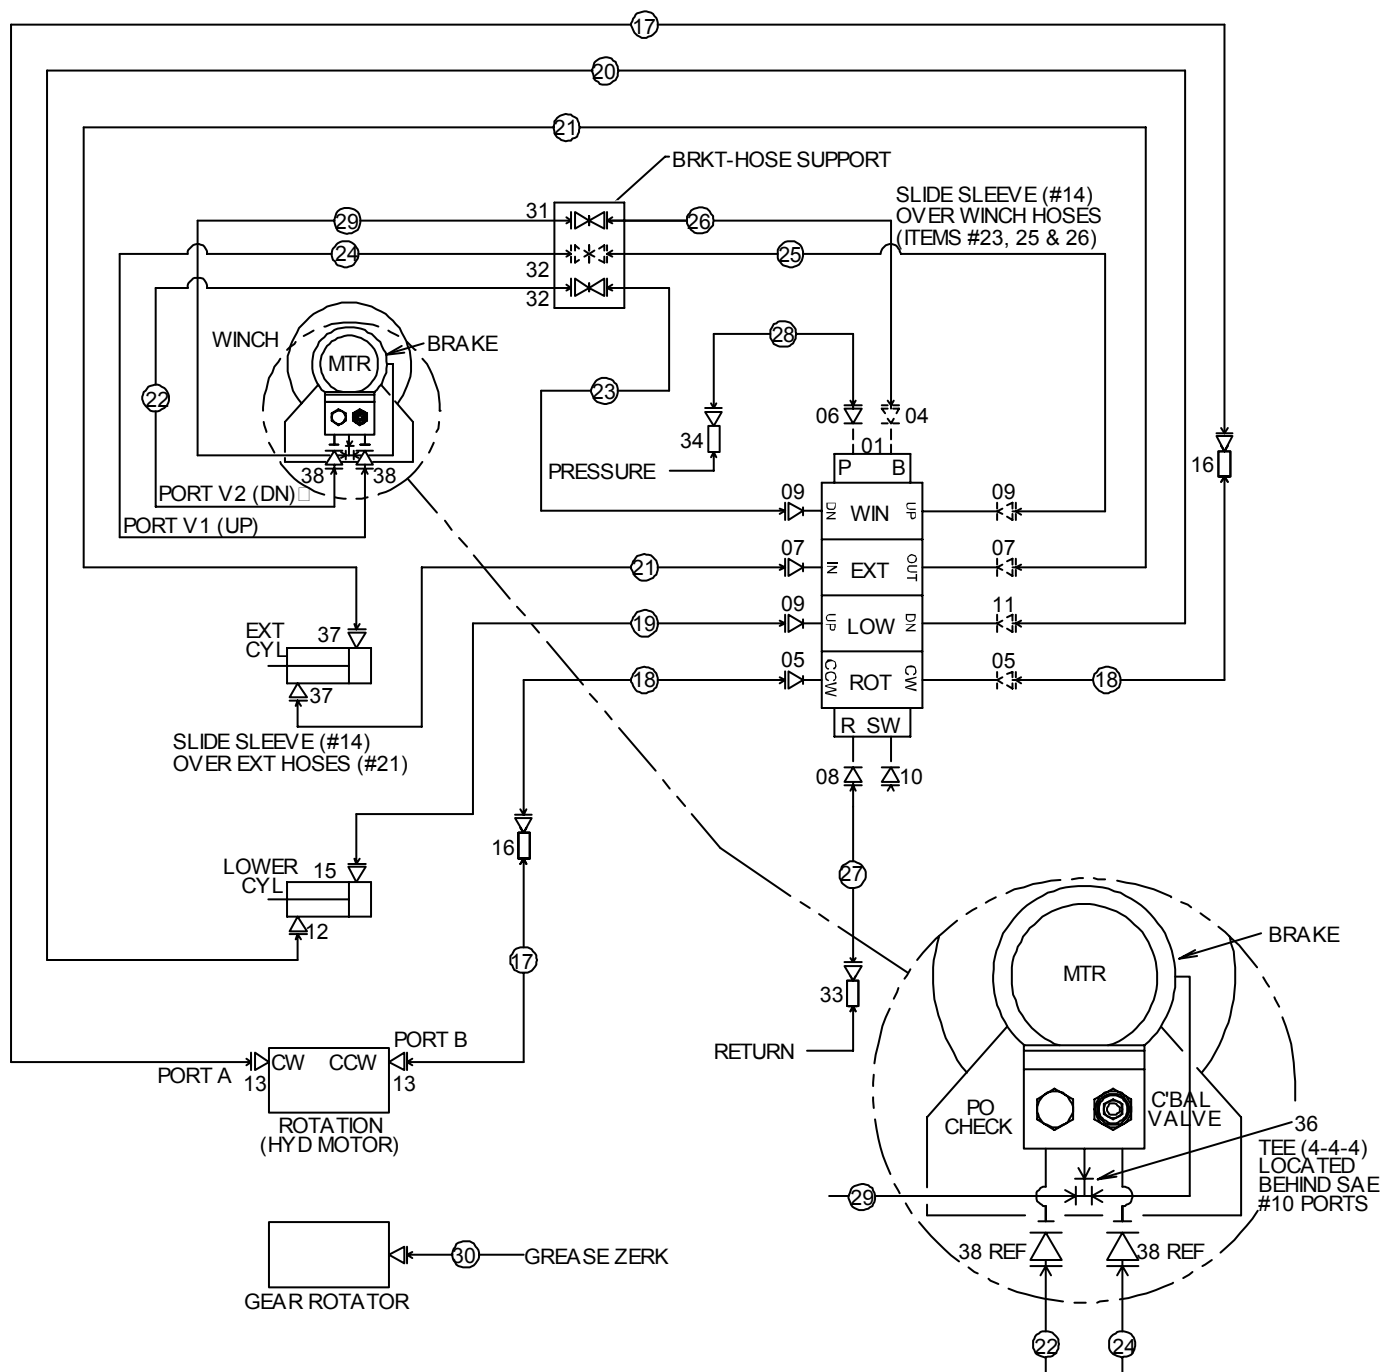 17
20
21
BRKT-HOSE SUPPORT
SLIDE SLEEVE (#14)
OVER WINCH HOSES
(ITEMS #23, 25 & 26)
31
29
26
24
25
32
32
WINCH
BRAKE
MTR
28
22
23
06
04
34
01
16
PRESSURE
P B
38
38
PORT V2 (DN)
PORT V1 (UP)
09
DN
WIN
UP
09
07
21
IN
EXT
OUT
07
EXT
CYL
37
37
09
19
UP
LOW
DN
11
05
18
CCW
ROT
CW
05
18
R SW
SLIDE SLEEVE (#14)
OVER EXT HOSES (#21)
08
10
16
LOWER
CYL
15
12
27
17
33
RETURN
BRAKE
MTR
PORT A
13
CW CCW
PORT B
13
ROTATION
(HYD MOTOR)
PO
CHECK
C'BAL
VALVE
36
TEE (4-4-4)
LOCATED
BEHIND SAE
#10 PORTS
29
38 REF
38 REF
30
GREASE ZERK
GEAR ROTATOR
22
24